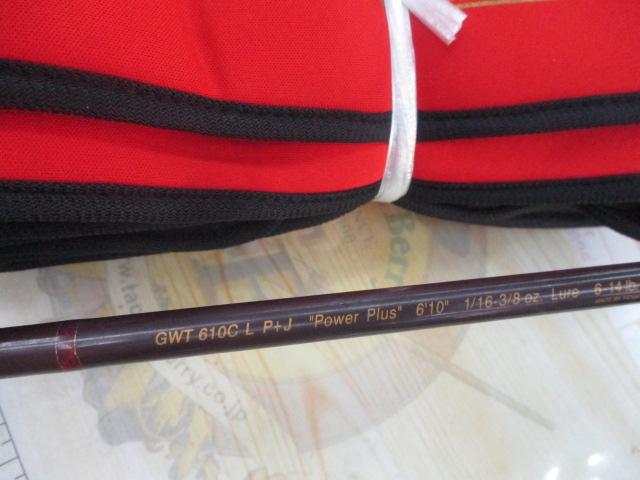 GWT 610C L P+J "Power Plus" 6'10" 1/16-3/8 oz. Lure 6-14 lb.